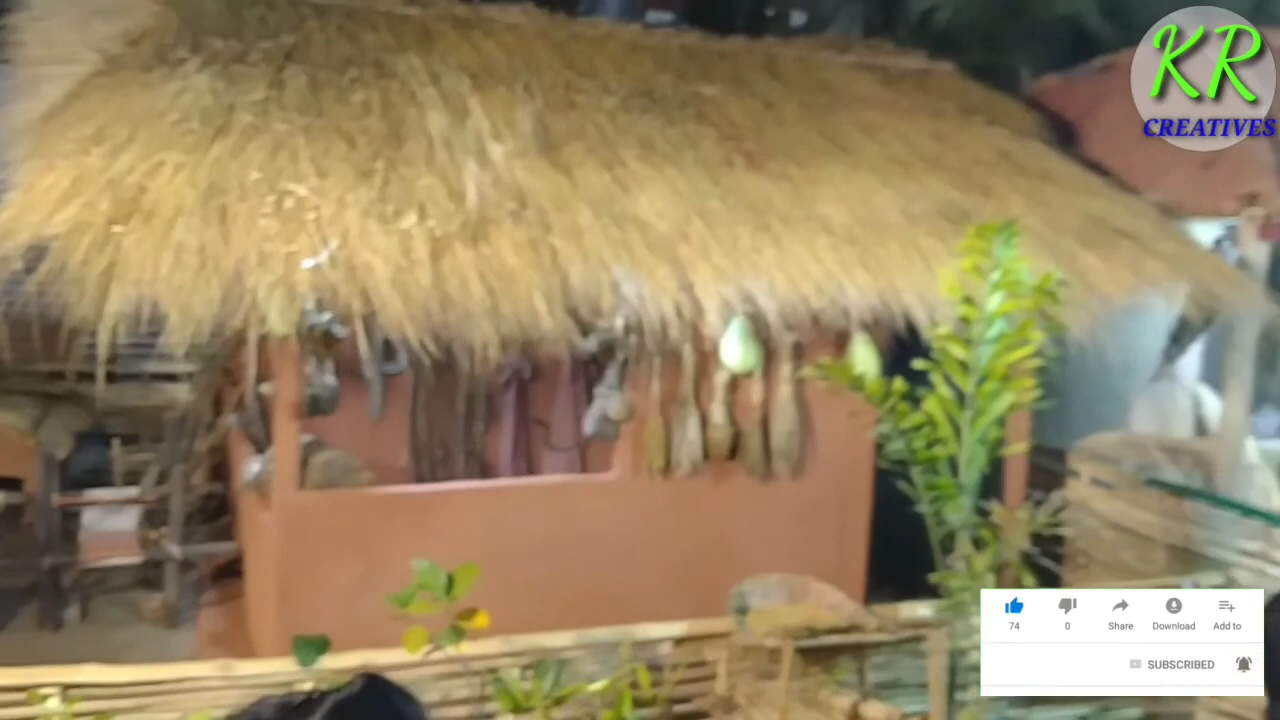 KR
CREATIVES
74
0
Share
Download
Add to
SUBSCRIBED